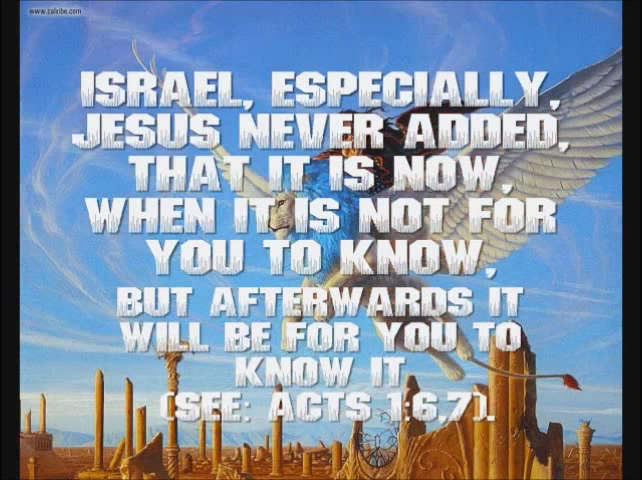 www.calxibe.com
ISRAEL, ESPECIALLY,
JESUS NEVER ADDED,
THAT IT IS NOW,
WHEN IT IS NOT FOR
YOU TO KNOW,
BUT AFTERWARDS IT
WILL BE FOR YOU TO
KNOW IT
(SEE: ACTS 1:6,7).